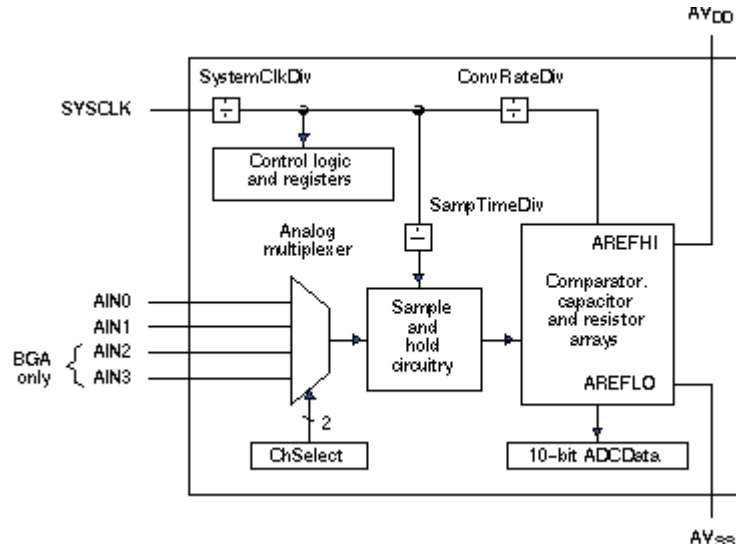 AVDD
SystemClkDiv
ConvRateDiv
SYSCLK
Control logic
and registers
SampTimeDiv
Analog
multiplexer
AREFHI
AIN0
AIN1
AIN2
AIN3
BGA
only
Sample
and
hold
circuitry
Comparator,
capacitor
and resistor
arrays
AREFLO
2
ChSelect
10-bit ADCData
AVSS